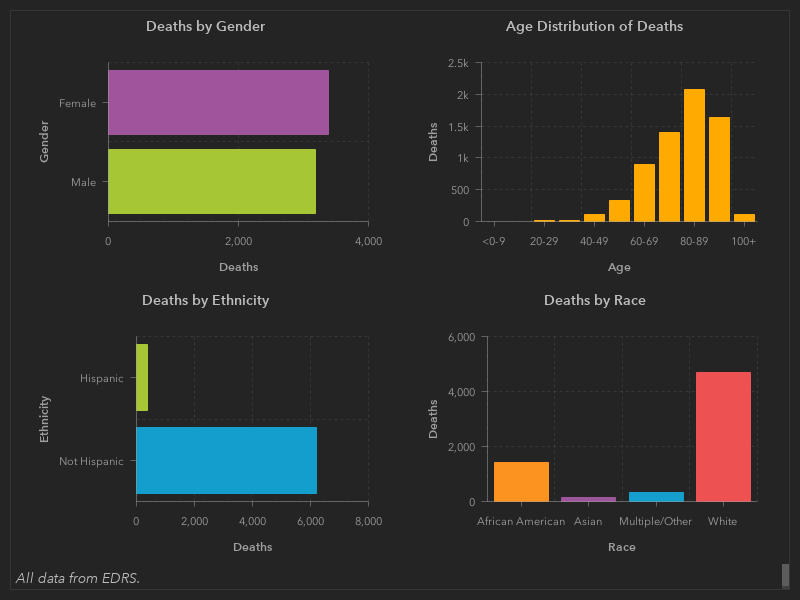 Deaths by Gender
Gender
Female
Male
0
2,000
4,000
Deaths
Age Distribution of Deaths
Deaths
2.5k
2k
1.5k
1k
500
0
<0-9
20-29
40-49
60-69
80-89
100+
Age
Deaths by Ethnicity
Ethnicity
Hispanic
Not Hispanic
0
2,000
4,000
6,000
8,000
Deaths
Deaths by Race
Deaths
6,000
4,000
2,000
0
African American
Asian
Multiple/Other
White
Race
All data from EDRS.